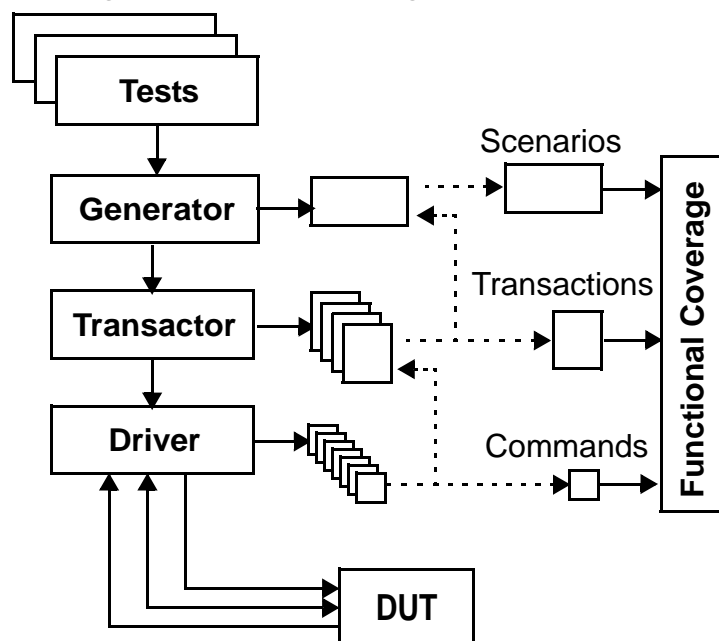 Tests
Scenarios
Generator
Transactions
Transactor
Commands
Driver
Functional Coverage
DUT